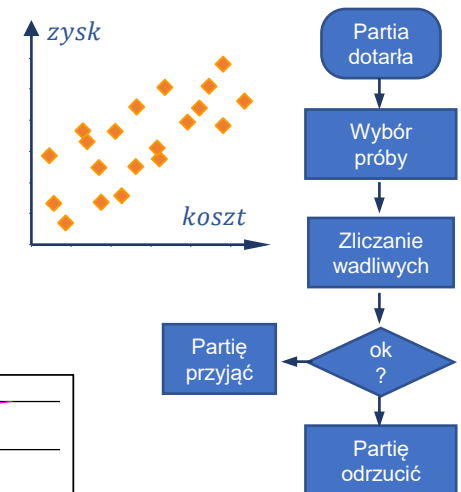 zysk
koszt
Partia
dotarła
Wybór
próby
Zliczanie
wadliwych
ok
?
Partię
przyjąć
Partię
odrzucić